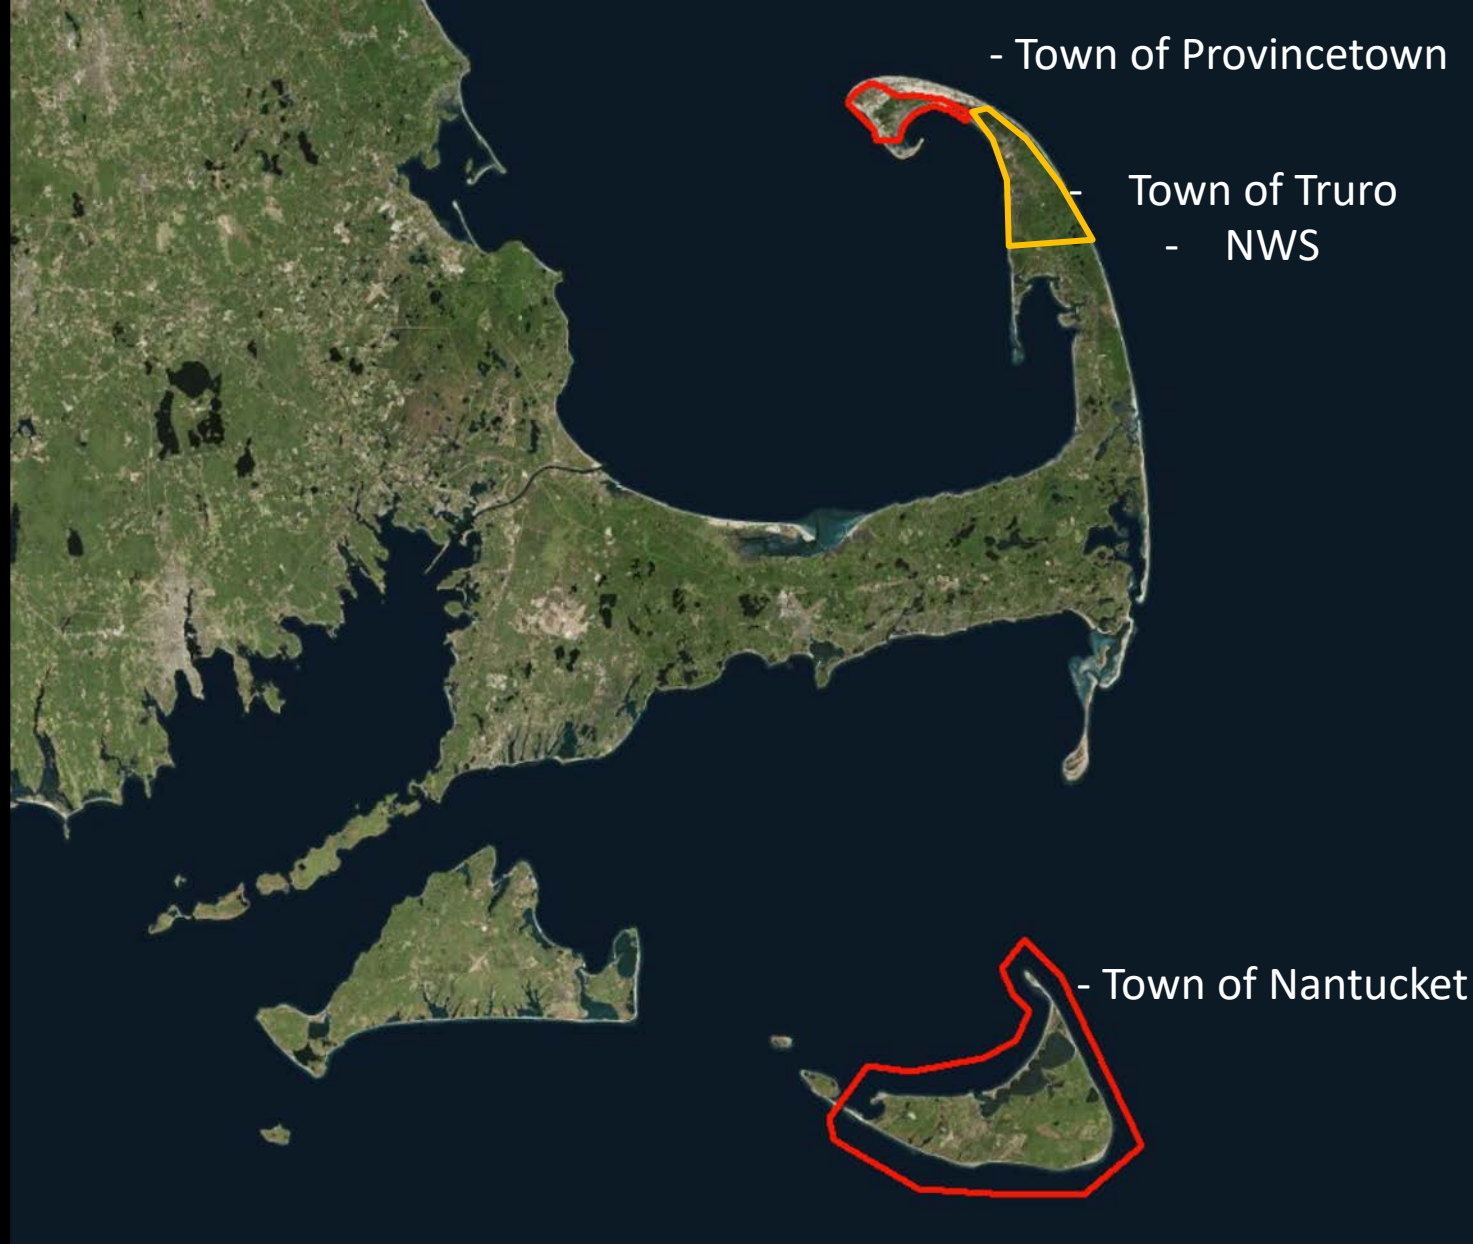 - Town of Provincetown
- Town of Truro
- NWS
- Town of Nantucket